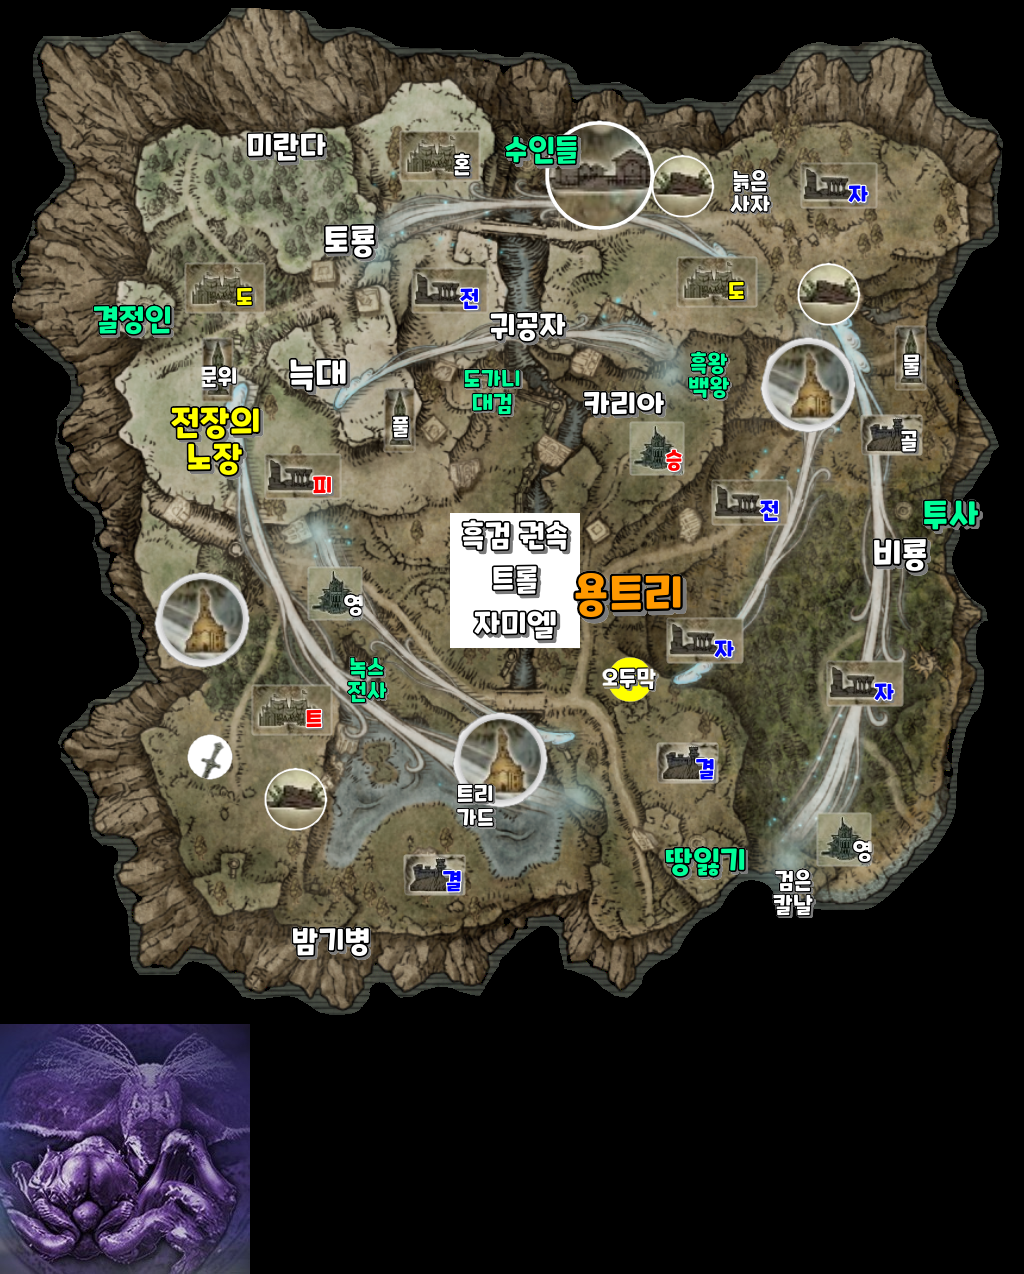 미란다
혼
수인들
늙은
사자
자
토룡
도
전
도
결정인
귀공자
문위
늑대
풀
도가니
대검
흑왕
백왕
물
카리아
전장의
노장
승
골
피
전
투사
비룡
흑검 권속
트롤
자미엘
용트리
영
자
녹스
전사
오두막
자
트
결
트리
가드
땅잃기
영
결
검은
칼날
밤기병